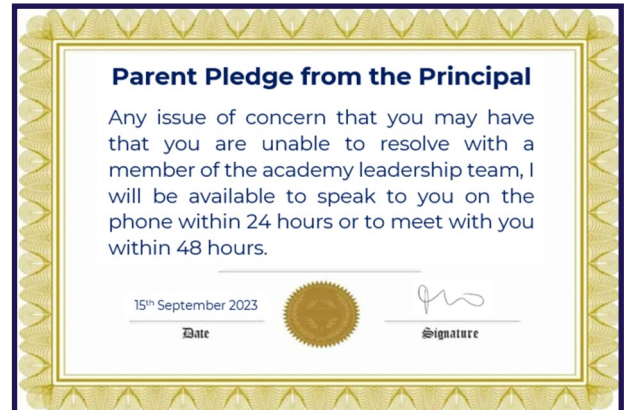 Parent Pledge from the Principal
Any issue of concern that you may have
that you are unable to resolve with a
member of the academy leadership team, I
will be available to speak to you on the
phone within 24 hours or to meet with you
within 48 hours.
15th September 2023
Date
Signature